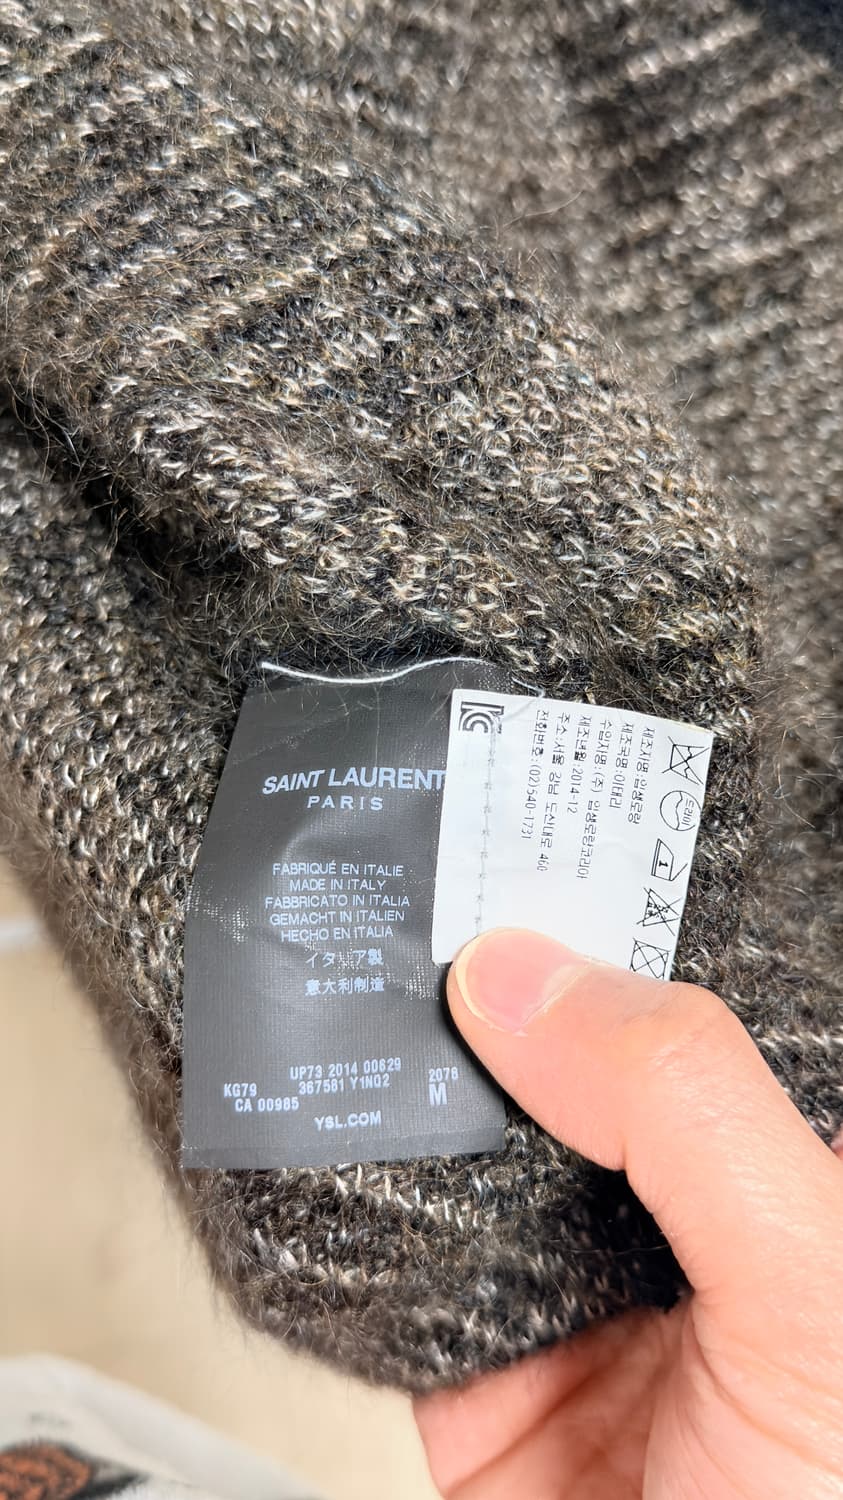 SAINT LAURENT
PARIS
FABRIQUÉ EN ITALIE
MADE IN ITALY
FABBRICATO IN ITALIA
GEMACHT IN ITALIEN
HECHO EN ITALIA
イタリア製
意大利制造
UP73 2014 00629
KG79 367581 Y1NQ2 2076
CA 00985 M
YSL.COM
드라이
1
제조자명:입생로랑
제조국명:이태리
수입자명:(주) 입생로랑코리아
제조년월:2014-12
주소:서울 강남 도산대로 460
전화번호:(02)540-1731